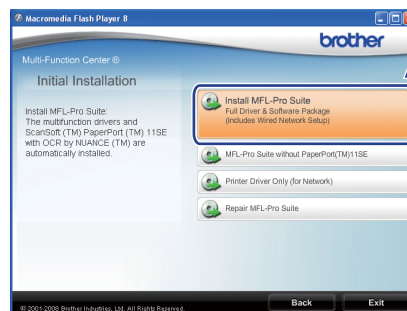 Macromedia Flash Player 8
brother
Multi-Function Center ®
Initial Installation
Install MFL-Pro Suite:
The multifunction drivers and
ScanSoft (TM) PaperPort (TM) 11SE
with OCR by NUANCE (TM) are
automatically installed.
Install MFL-Pro Suite
Full Driver & Software Package
(Includes Wired Network Setup)
MFL-Pro Suite without PaperPort(TM)11SE
Printer Driver Only (for Network)
Repair MFL-Pro Suite
© 2001-2008 Brother Industries, Ltd. All Rights Reserved.
Back
Exit